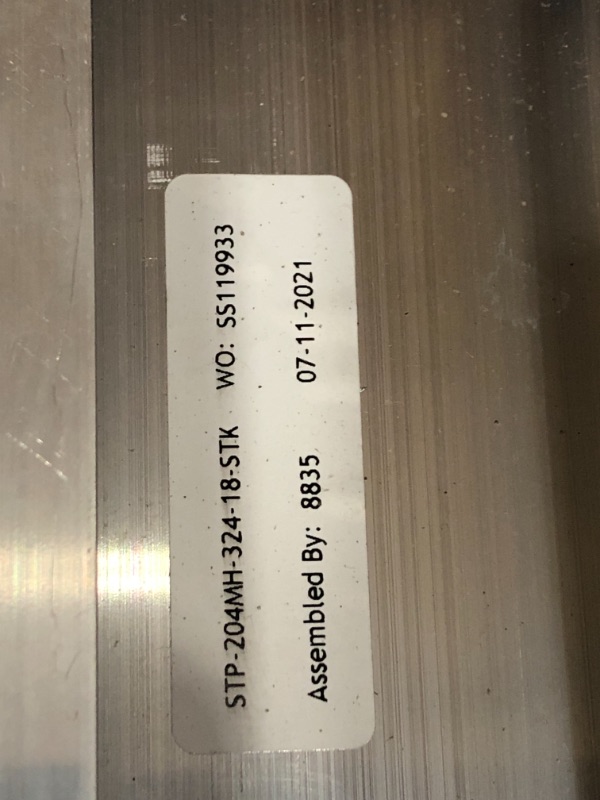 STP-204MH-324-18-STK WO: SS119933
Assembled By: 8835 07-11-2021